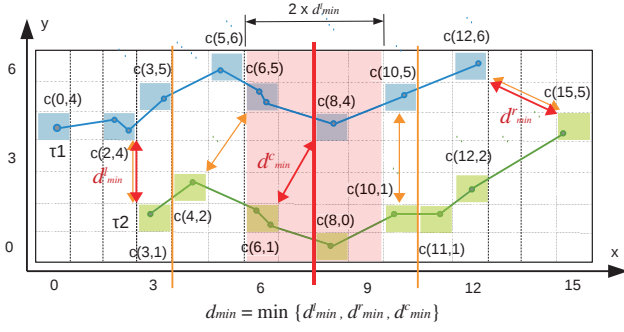 y
2 x d^l_min
c(5,6)
c(12,6)
6
c(3,5)
c(6,5)
c(10,5)
c(15,5)
c(0,4)
c(8,4)
d^r_min
τ1
c(2,4)
3
d^l_min
d^c_min
c(12,2)
c(10,1)
τ2
c(4,2)
c(8,0)
0
c(3,1)
c(6,1)
c(11,1)
x
0
3
6
9
12
15
d_min = min {d^l_min, d^r_min, d^c_min}